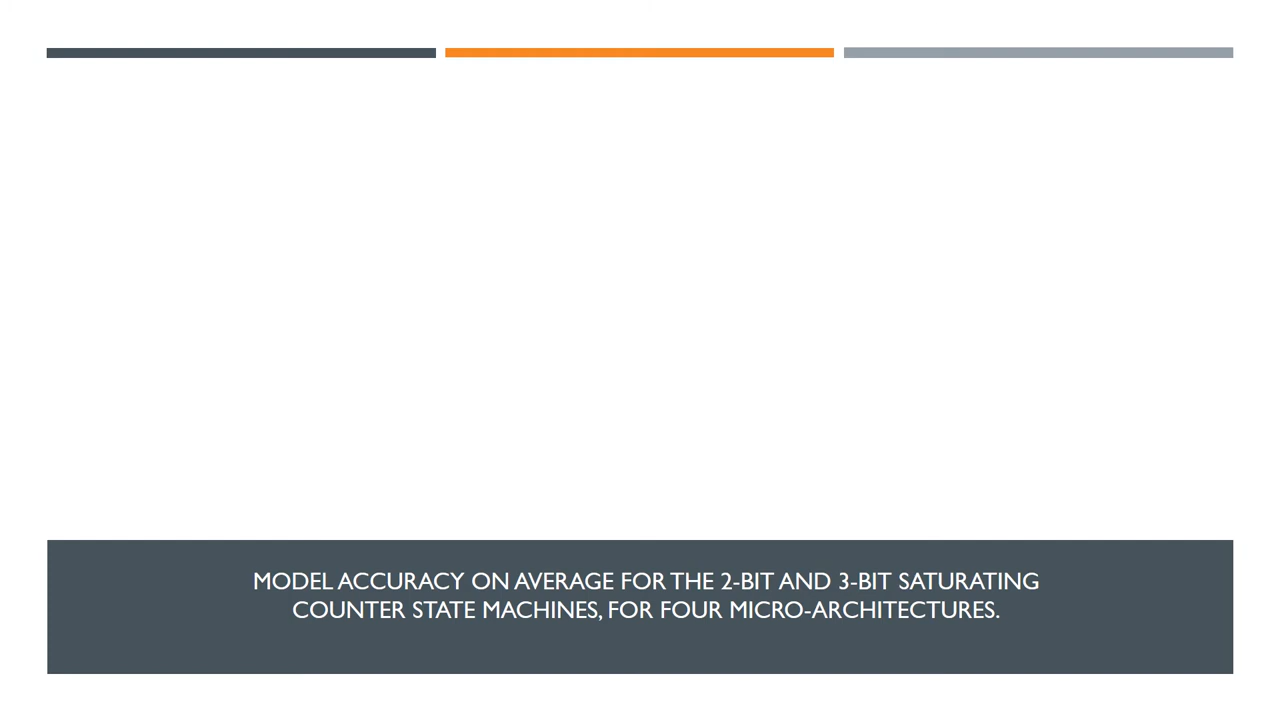 MODEL ACCURACY ON AVERAGE FOR THE 2-BIT AND 3-BIT SATURATING
COUNTER STATE MACHINES, FOR FOUR MICRO-ARCHITECTURES.